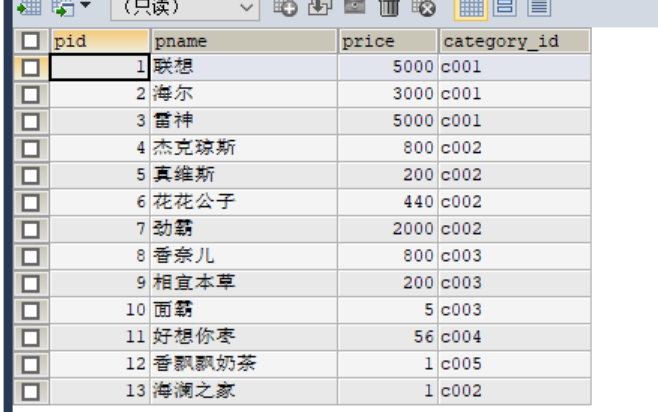 (只读)
pid pname price category_id
1 联想 5000 c001
2 海尔 3000 c001
3 雷神 5000 c001
4 杰克琼斯 800 c002
5 真维斯 200 c002
6 花花公子 440 c002
7 劲霸 2000 c002
8 香奈儿 800 c003
9 相宜本草 200 c003
10 面霸 5 c003
11 好想你枣 56 c004
12 香飘飘奶茶 1 c005
13 海澜之家 1 c002